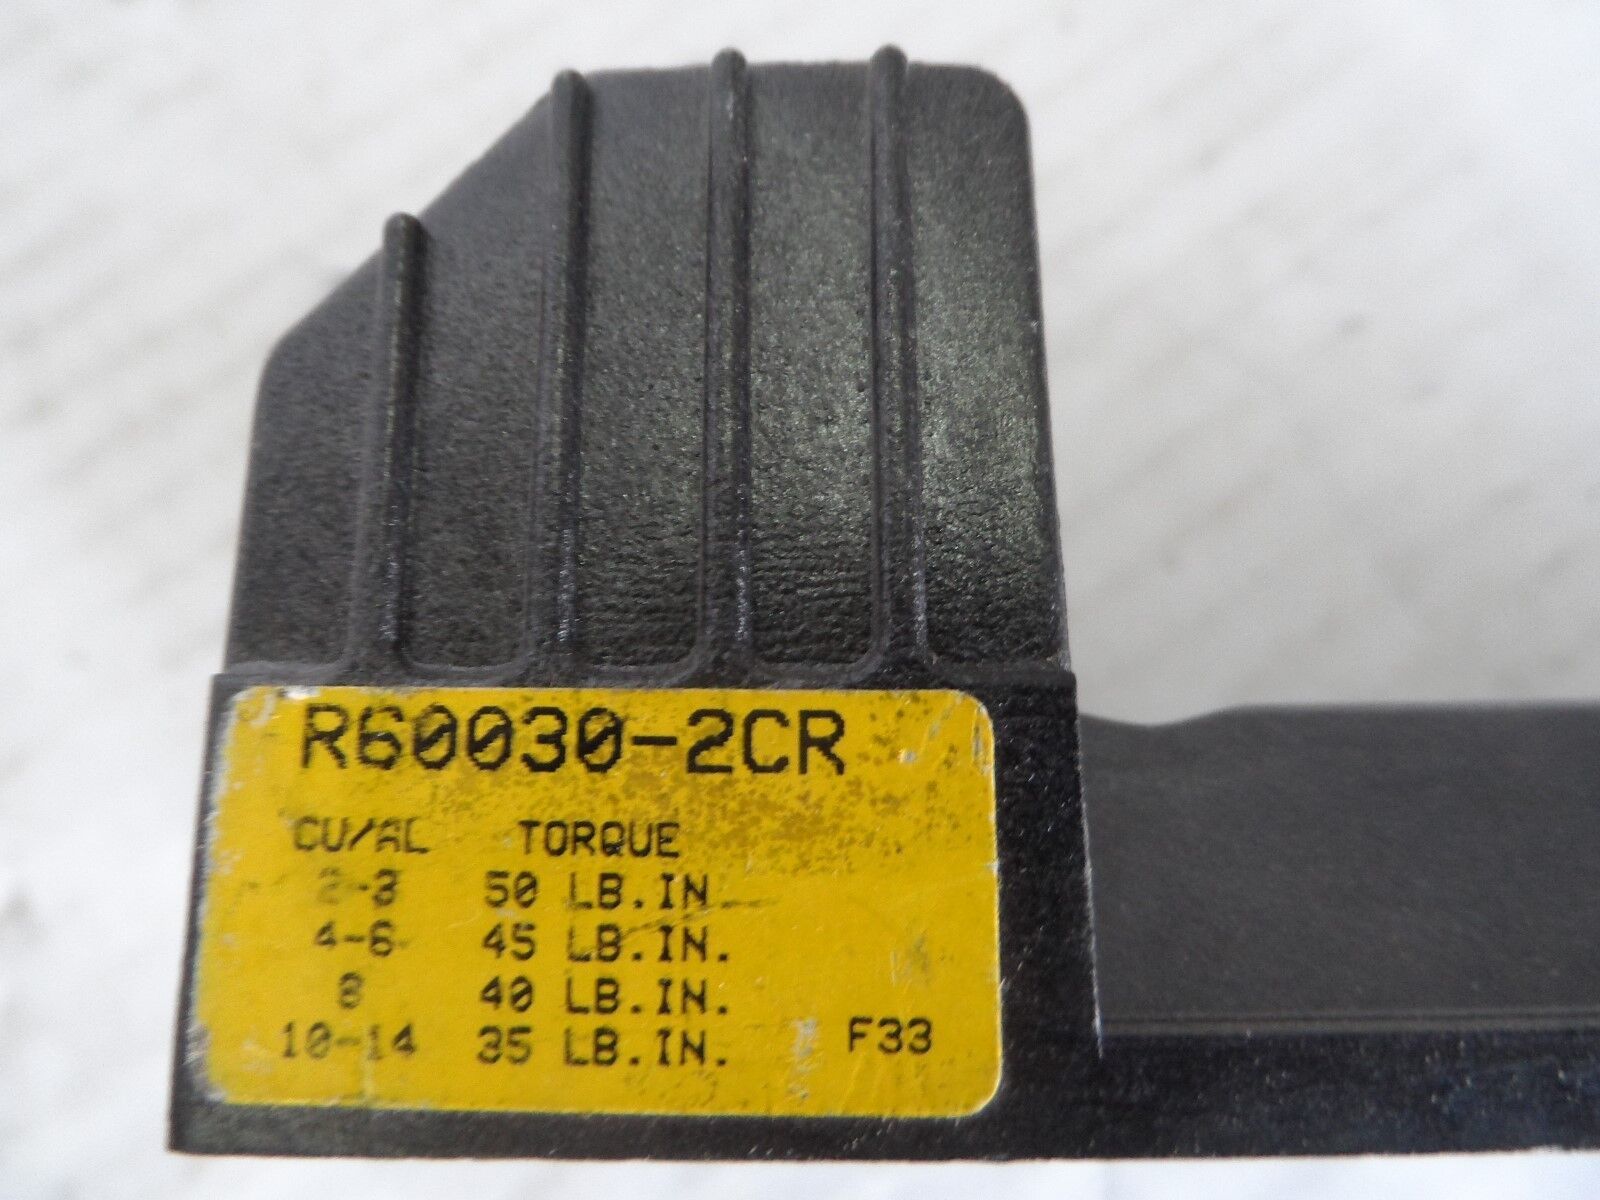 R60030-2CR
CU/AL TORQUE
2-3 50 LB.IN
4-6 45 LB.IN.
8 40 LB.IN.
10-14 35 LB.IN. F33